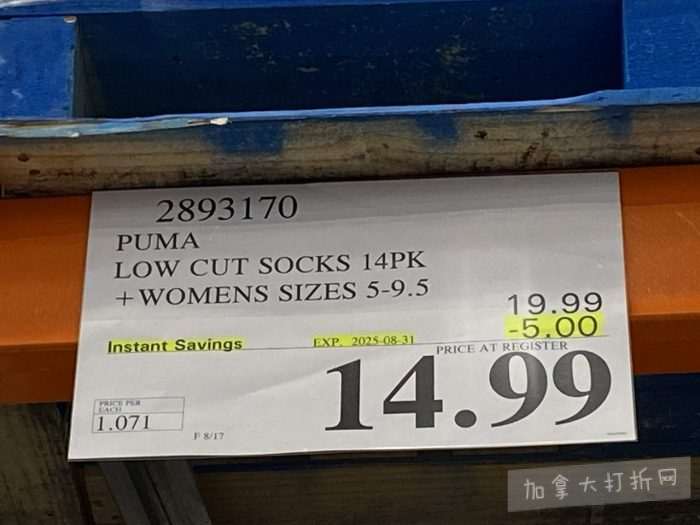 2893170
PUMA
LOW CUT SOCKS 14PK
+WOMENS SIZES 5-9.5
19.99
Instant Savings EXP. 2025-08-31 -5.00
PRICE AT REGISTER
14.99
PRICE PER
EACH
1.071
F 8/17
加拿大打折网